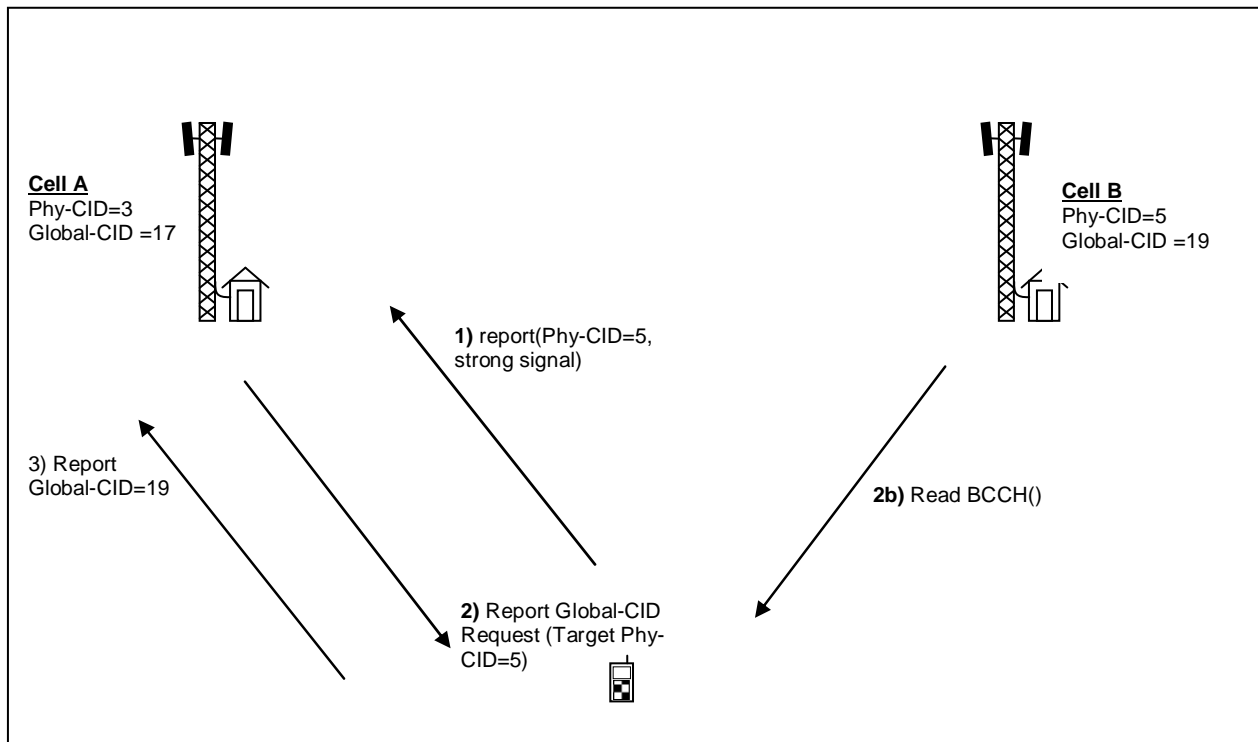 Cell A
Phy-CID=3
Global-CID =17
Cell B
Phy-CID=5
Global-CID =19
1) report(Phy-CID=5,
strong signal)
3) Report
Global-CID=19
2b) Read BCCH()
2) Report Global-CID
Request (Target Phy-
CID=5)